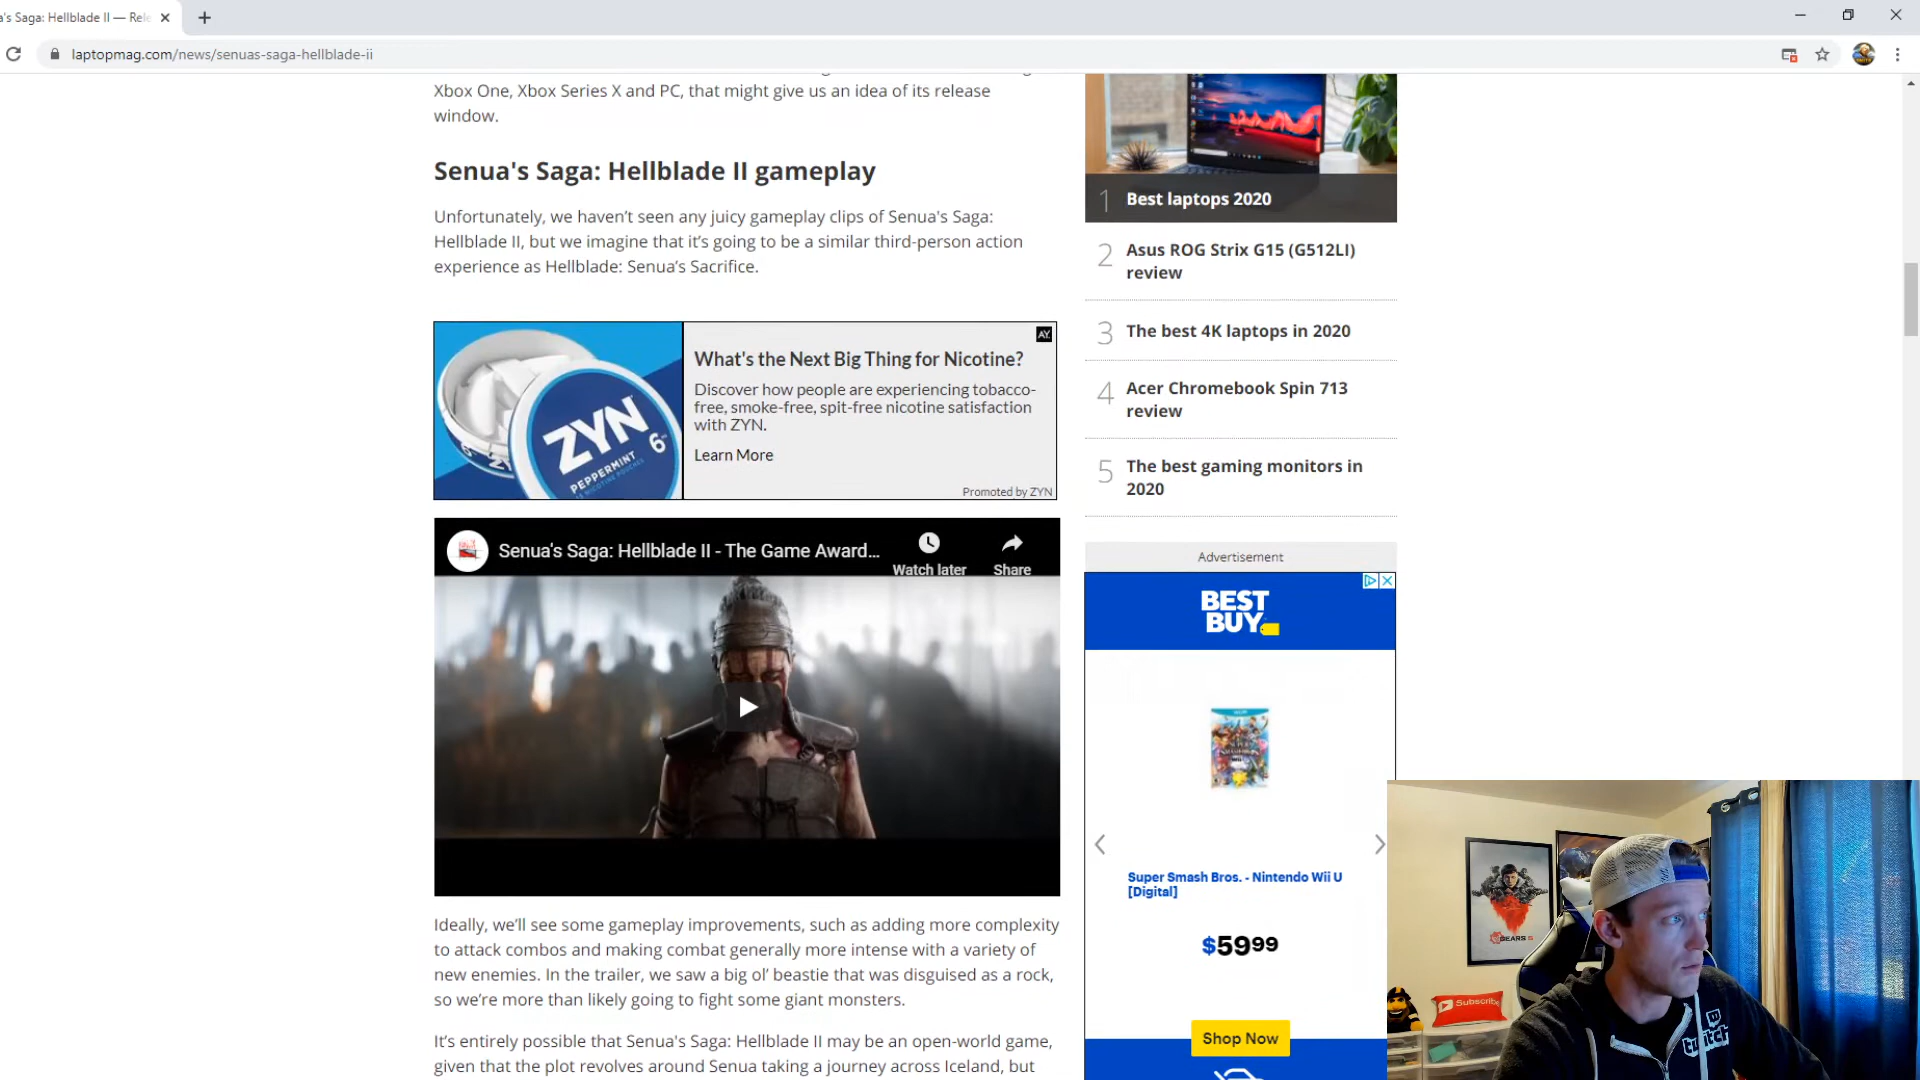 's Saga: Hellblade II — Rele
laptopmag.com/news/senuas-saga-hellblade-ii
Xbox One, Xbox Series X and PC, that might give us an idea of its release
window.
Senua's Saga: Hellblade II gameplay
Unfortunately, we haven't seen any juicy gameplay clips of Senua's Saga:
Hellblade II, but we imagine that it's going to be a similar third-person action
experience as Hellblade: Senua's Sacrifice.
ZYN
6
PEPPERMINT
NICOTINE POUCHES
What's the Next Big Thing for Nicotine?
Discover how people are experiencing tobacco-
free, smoke-free, spit-free nicotine satisfaction
with ZYN.
Learn More
Promoted by ZYN
AY
Senua's Saga: Hellblade II - The Game Award...
Watch later
Share
Ideally, we'll see some gameplay improvements, such as adding more complexity
to attack combos and making combat generally more intense with a variety of
new enemies. In the trailer, we saw a big ol' beastie that was disguised as a rock,
so we're more than likely going to fight some giant monsters.
It's entirely possible that Senua's Saga: Hellblade II may be an open-world game,
given that the plot revolves around Senua taking a journey across Iceland, but
1 Best laptops 2020
2 Asus ROG Strix G15 (G512LI)
review
3 The best 4K laptops in 2020
4 Acer Chromebook Spin 713
review
5 The best gaming monitors in
2020
Advertisement
BEST
BUY
Super Smash Bros. - Nintendo Wii U
[Digital]
$5999
Shop Now
GEARS 5
Subscribe
twitch